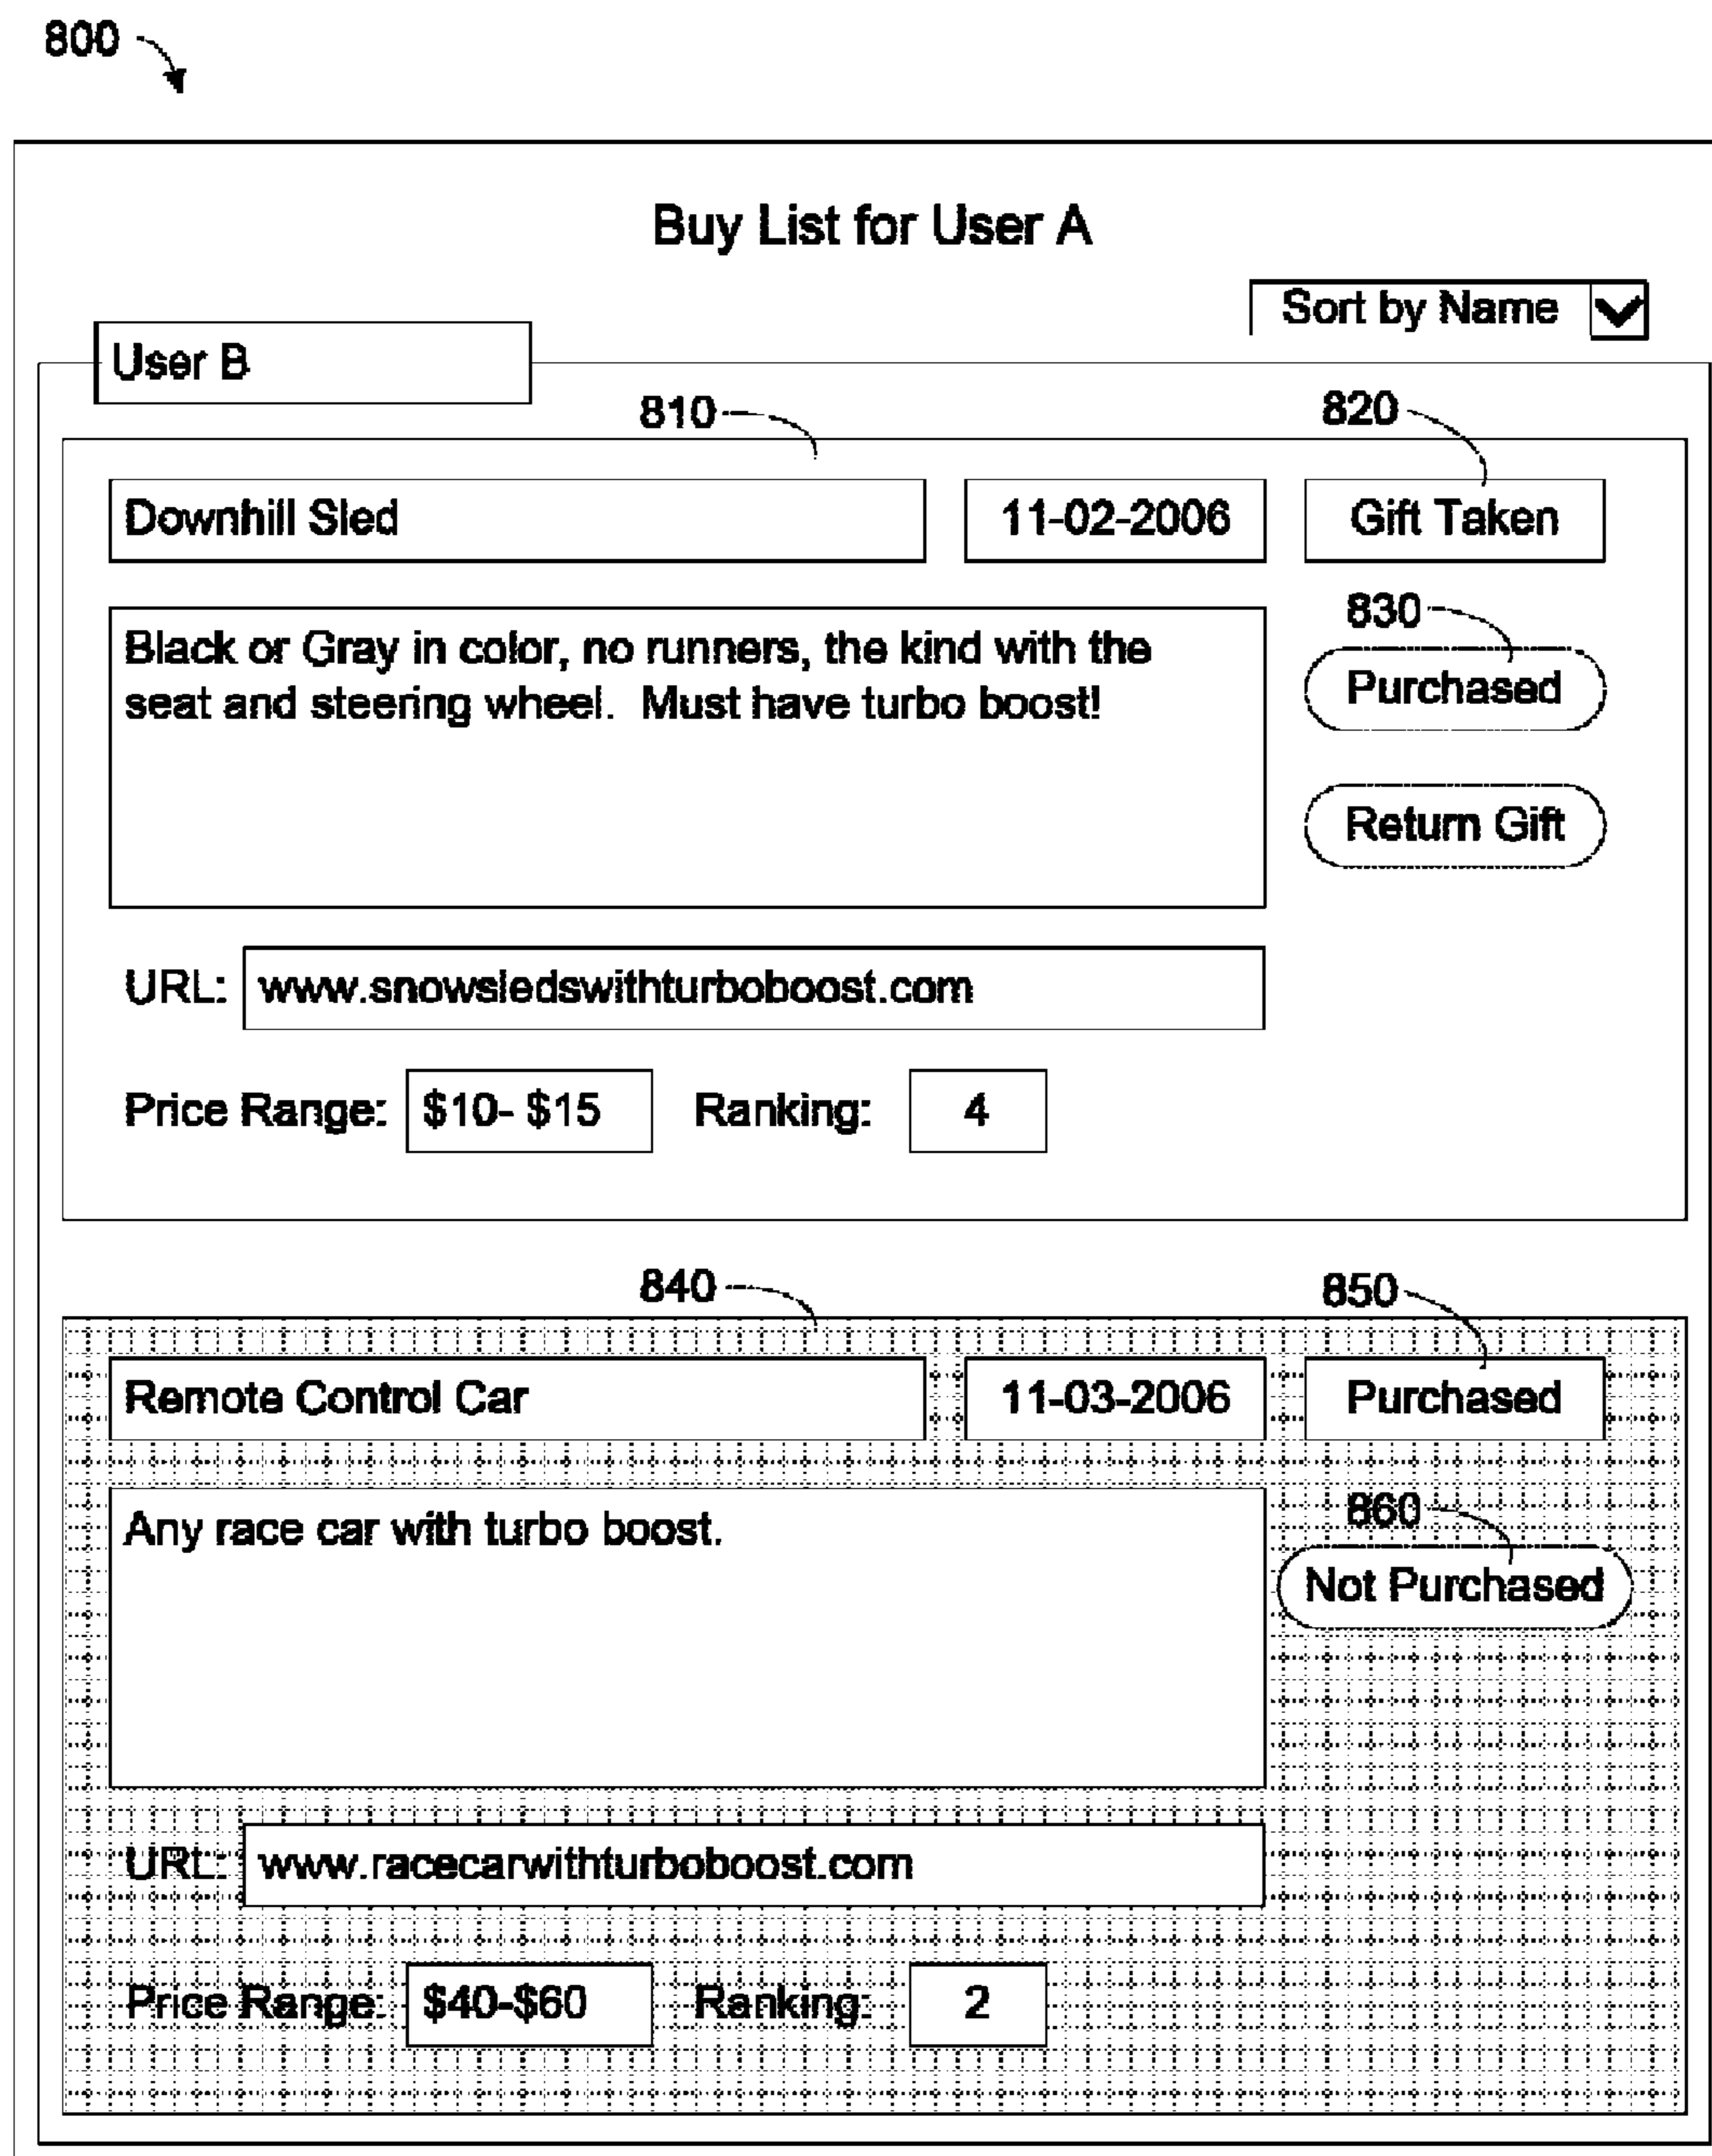 800
Buy List for User A
Sort by Name
User B
810
820
Downhill Sled
11-02-2006
Gift Taken
830
Black or Gray in color, no runners, the kind with the
seat and steering wheel.  Must have turbo boost!
Purchased
Return Gift
URL:
www.snowsledswithturboboost.com
Price Range:
$10- $15
Ranking:
4
840
850
Remote Control Car
11-03-2006
Purchased
860
Any race car with turbo boost.
Not Purchased
URL:
www.racecarwithturboboost.com
Price Range:
$40-$60
Ranking:
2